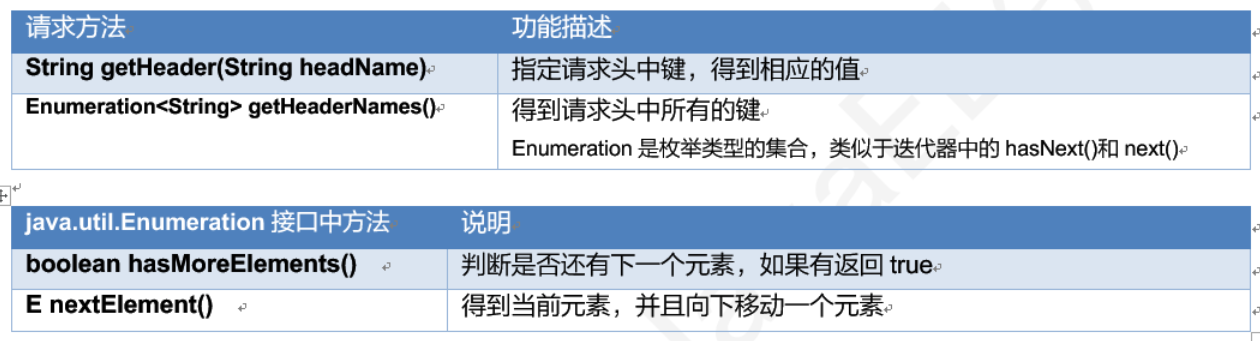 请求方法 功能描述
String getHeader(String headName) 指定请求头中键，得到相应的值
Enumeration<String> getHeaderNames() 得到请求头中所有的键
Enumeration 是枚举类型的集合，类似于迭代器中的 hasNext()和 next()
java.util.Enumeration 接口中方法 说明
boolean hasMoreElements() 判断是否还有下一个元素，如果有返回 true
E nextElement() 得到当前元素，并且向下移动一个元素